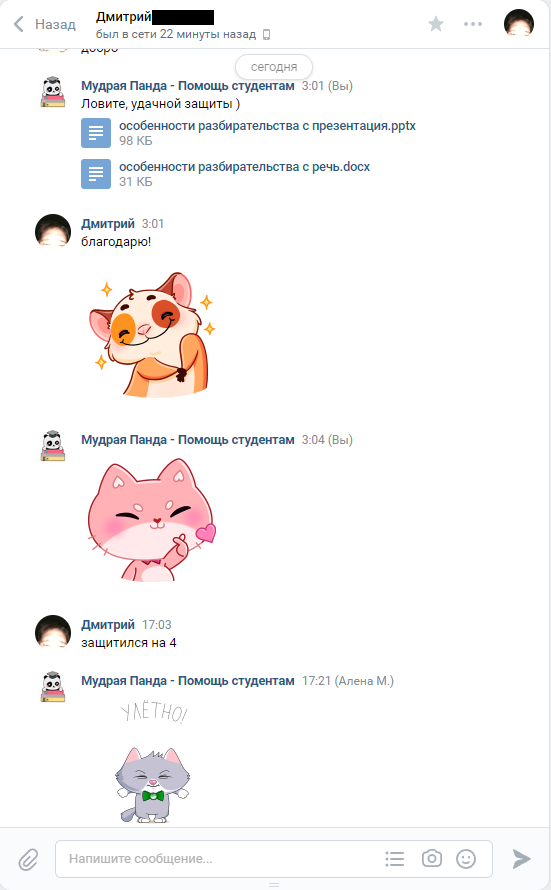 Назад
Дмитрий
был в сети 22 минуты назад
добро
сегодня
Мудрая Панда - Помощь студентам 3:01 (Вы)
Ловите, удачной защиты )
особенности разбирательства с презентация.pptx
98 КБ
особенности разбирательства с речь.docx
31 КБ
Дмитрий 3:01
благодарю!
Мудрая Панда - Помощь студентам 3:04 (Вы)
Дмитрий 17:03
защитился на 4
Мудрая Панда - Помощь студентам 17:21 (Алена М.)
УЛЁТНО!
Напишите сообщение...